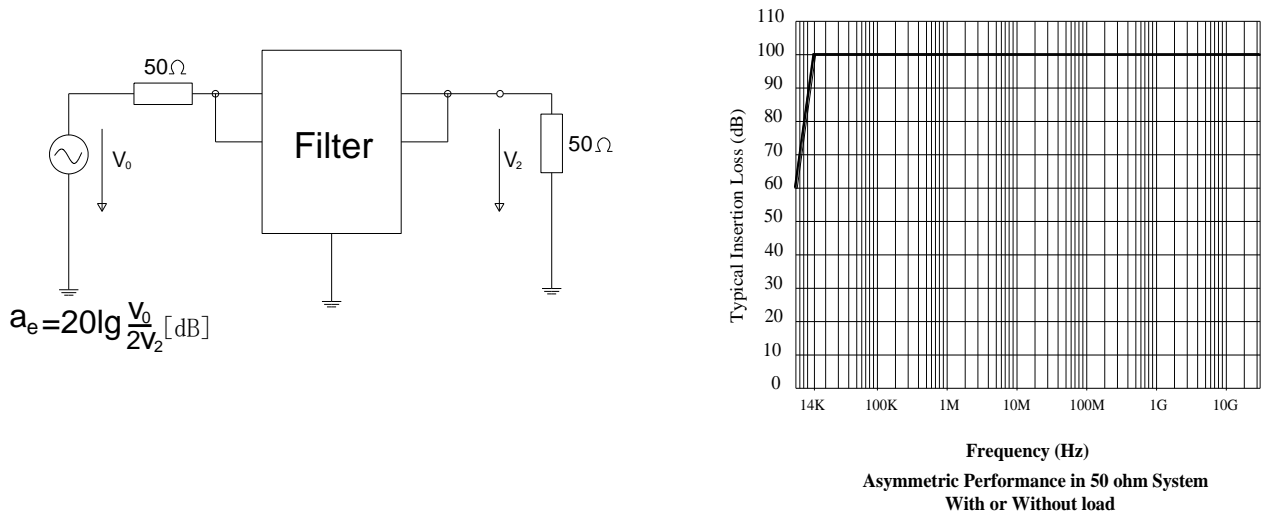 50Ω
Filter
V₀
V₂
50Ω
aₑ=20lg V₀/2V₂[dB]
Typical Insertion Loss (dB)
110
100
90
80
70
60
50
40
30
20
10
0
14K 100K 1M 10M 100M 1G 10G
Frequency (Hz)
Asymmetric Performance in 50 ohm System
With or Without load